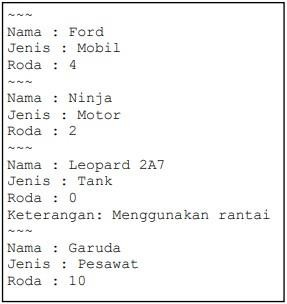 ~~~
Nama : Ford
Jenis : Mobil
Roda : 4
~~~
Nama : Ninja
Jenis : Motor
Roda : 2
~~~
Nama : Leopard 2A7
Jenis : Tank
Roda : 0
Keterangan: Menggunakan rantai
~~~
Nama : Garuda
Jenis : Pesawat
Roda : 10